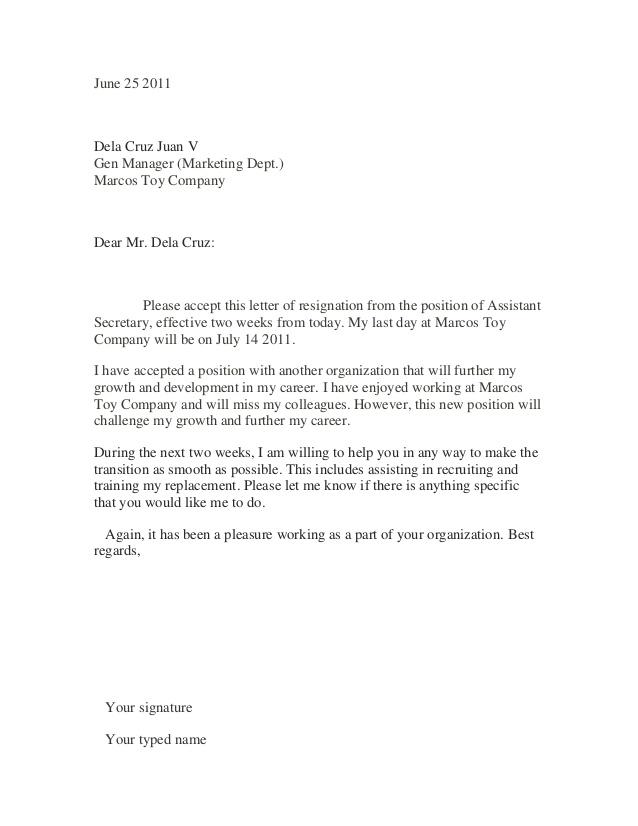 June 25 2011
Dela Cruz Juan V
Gen Manager (Marketing Dept.)
Marcos Toy Company
Dear Mr. Dela Cruz:
Please accept this letter of resignation from the position of Assistant
Secretary, effective two weeks from today. My last day at Marcos Toy
Company will be on July 14 2011.
I have accepted a position with another organization that will further my
growth and development in my career. I have enjoyed working at Marcos
Toy Company and will miss my colleagues. However, this new position will
challenge my growth and further my career.
During the next two weeks, I am willing to help you in any way to make the
transition as smooth as possible. This includes assisting in recruiting and
training my replacement. Please let me know if there is anything specific
that you would like me to do.
Again, it has been a pleasure working as a part of your organization. Best
regards,
Your signature
Your typed name